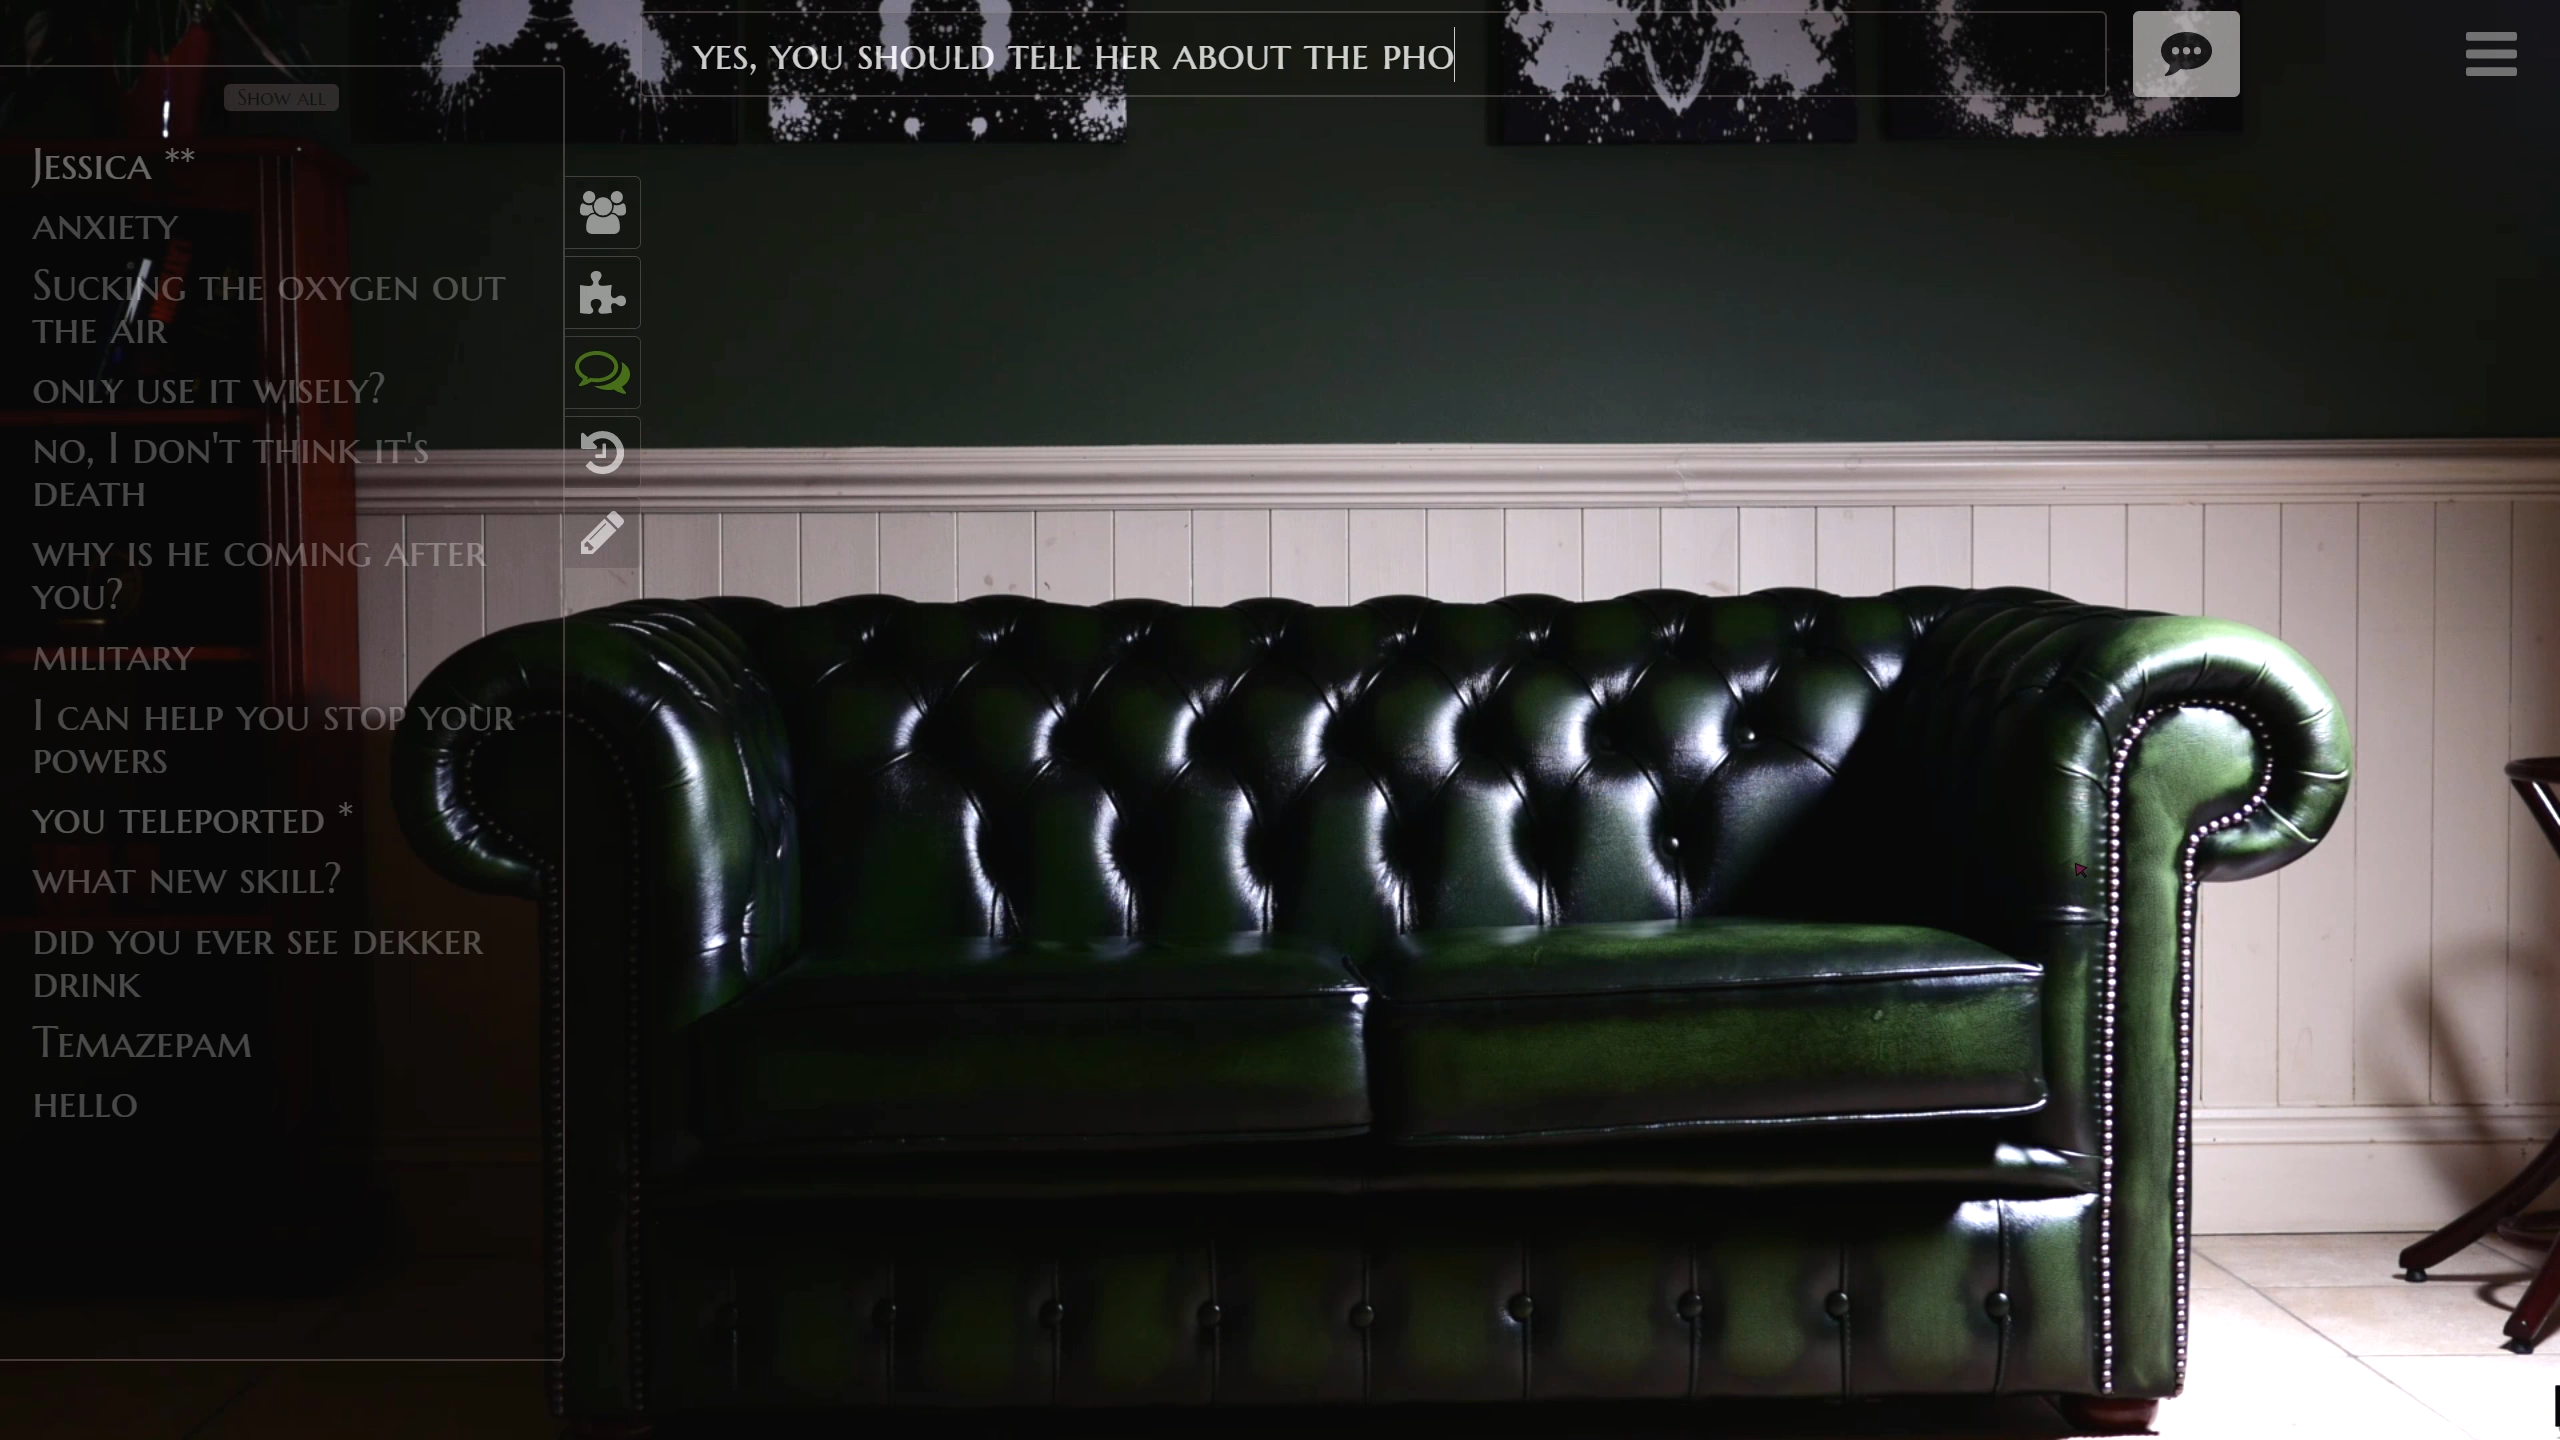 YES, YOU SHOULD TELL HER ABOUT THE PHO
SHOW ALL
JESSICA **
ANXIETY
SUCKING THE OXYGEN OUT
THE AIR
ONLY USE IT WISELY?
NO, I DON'T THINK IT'S
DEATH
WHY IS HE COMING AFTER
YOU?
MILITARY
I CAN HELP YOU STOP YOUR
POWERS
YOU TELEPORTED *
WHAT NEW SKILL?
DID YOU EVER SEE DEKKER
DRINK
TEMAZEPAM
HELLO